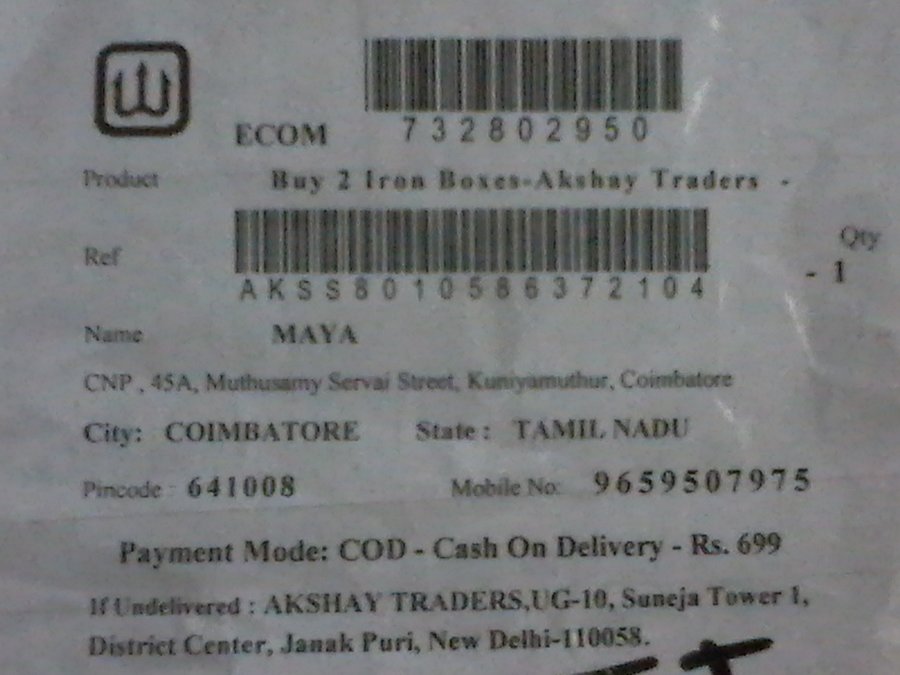 ECOM 732802950
Product Buy 2 Iron Boxes-Akshay Traders -
Ref AKSS8010586372104 Qty - 1
Name MAYA
CNP , 45A, Muthusamy Servai Street, Kuniyamuthur, Coimbatore
City: COIMBATORE State : TAMIL NADU
Pincode : 641008 Mobile No: 9659507975
Payment Mode: COD - Cash On Delivery - Rs. 699
If Undelivered : AKSHAY TRADERS,UG-10, Suneja Tower 1,
District Center, Janak Puri, New Delhi-110058.